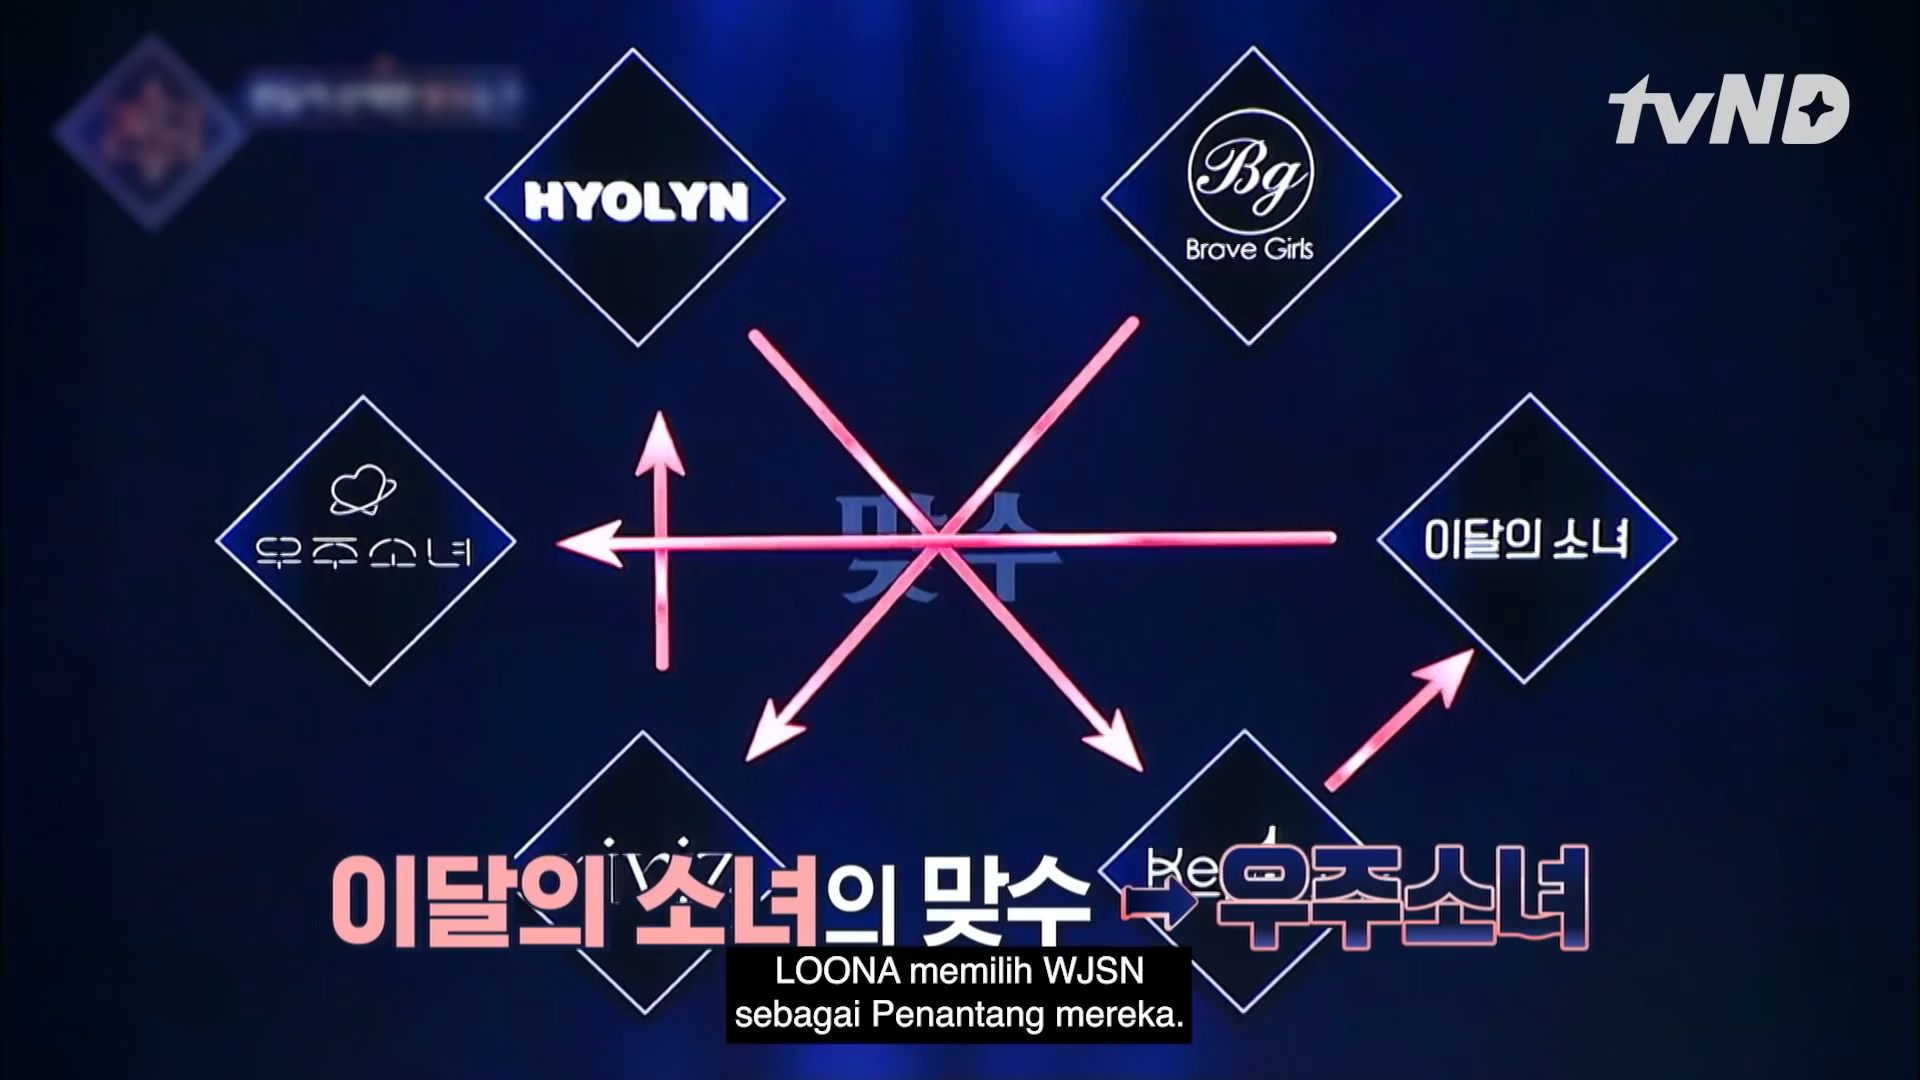 tvND
HYOLYN
Bg
Brave Girls
우주소녀
이달의 소녀
맞수
이달의 소녀의 맞수 ➡ 우주소녀
LOONA memilih WJSN
sebagai Penantang mereka.